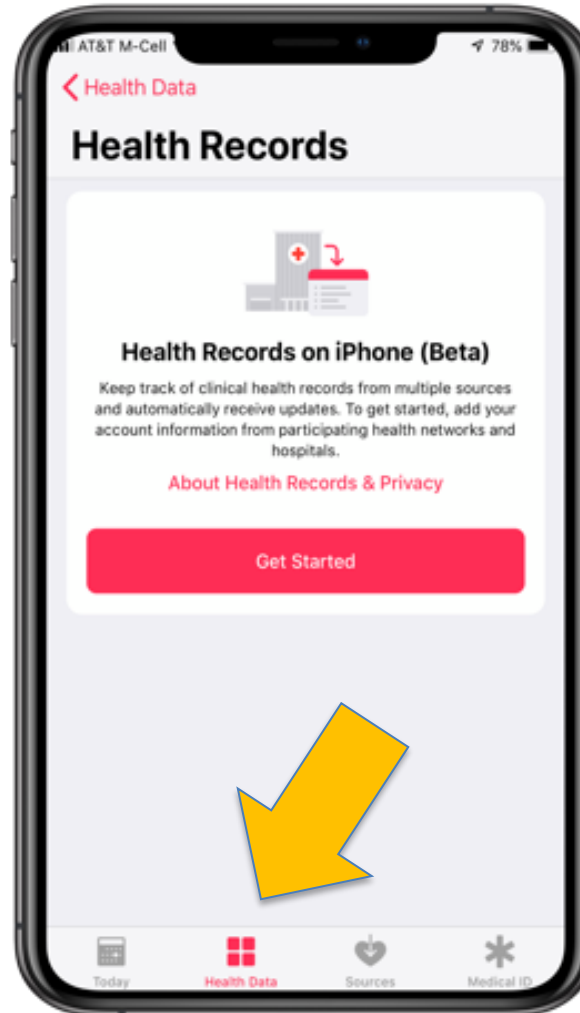 AT&T M-Cell 78%
Health Data
Health Records
Health Records on iPhone (Beta)
Keep track of clinical health records from multiple sources
and automatically receive updates. To get started, add your
account information from participating health networks and
hospitals.
About Health Records & Privacy
Get Started
Today Health Data Sources Medical ID